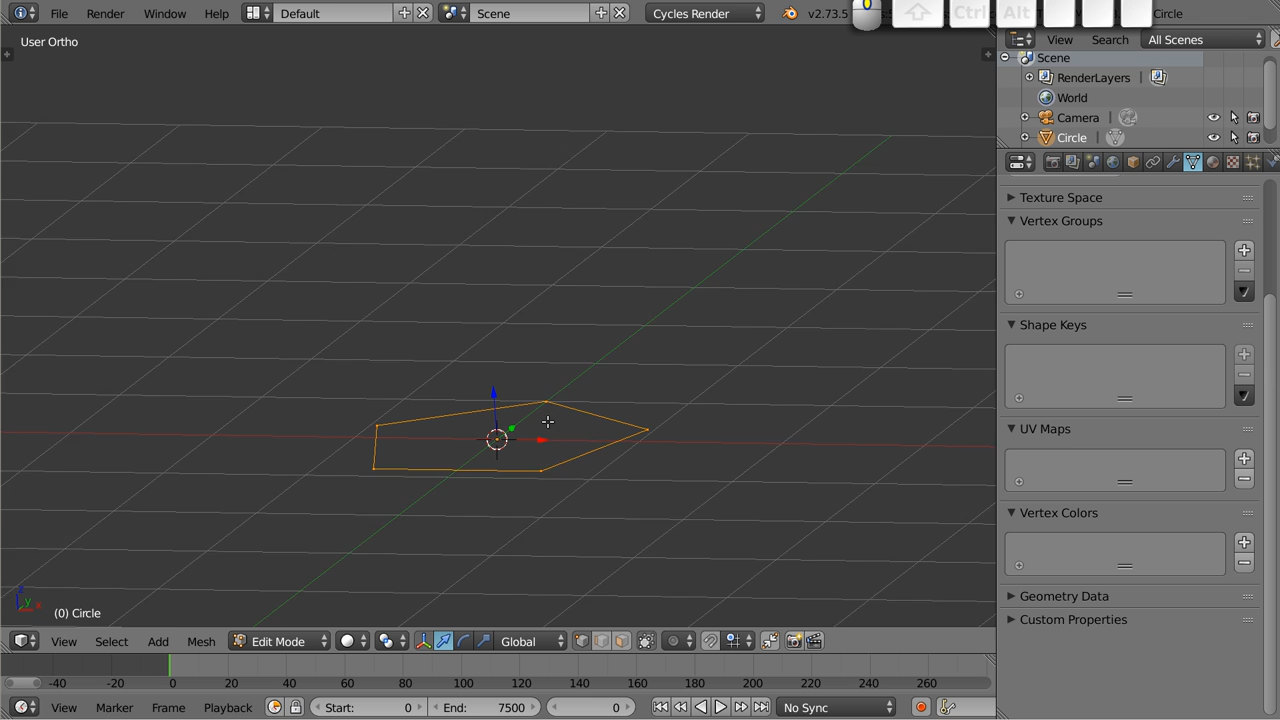 File Render Window Help Default Scene Cycles Render v2.73.5 Ctrl Alt Circle
User Ortho
View Search All Scenes
Scene
RenderLayers
World
Camera
Circle
Texture Space
Vertex Groups
Shape Keys
UV Maps
Vertex Colors
Geometry Data
Custom Properties
z
y x
(0) Circle
View Select Add Mesh Edit Mode Global
-40 -20 0 20 40 60 80 100 120 140 160 180 200 220 240 260
View Marker Frame Playback Start: 0 End: 7500 0 No Sync